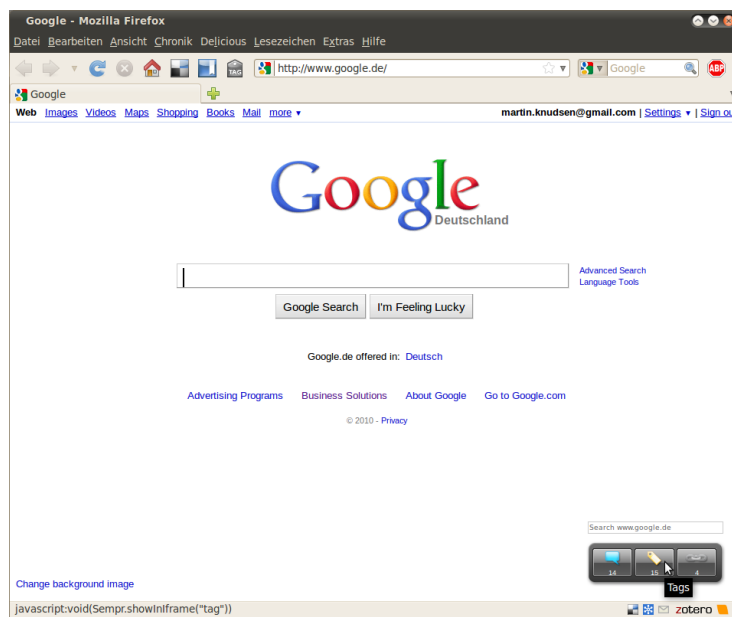 Google - Mozilla Firefox
Datei Bearbeiten Ansicht Chronik Delicious Lesezeichen Extras Hilfe
TAG http://www.google.de/ Google ABP
Google
Web Images Videos Maps Shopping Books Mail more ▾ martin.knudsen@gmail.com | Settings ▾ | Sign ou
Google
Deutschland
Advanced Search
Language Tools
Google Search I'm Feeling Lucky
Google.de offered in: Deutsch
Advertising Programs Business Solutions About Google Go to Google.com
© 2010 - Privacy
Search www.google.de
14 15 4
Tags
Change background image
javascript:void(Sempr.showInIframe("tag")) zotero